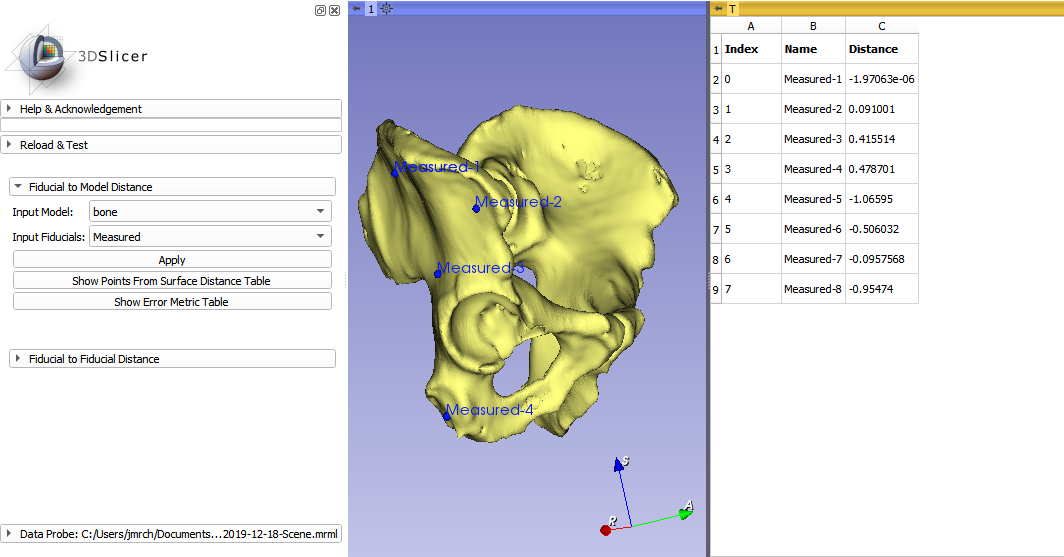 3DSlicer
Help & Acknowledgement
Reload & Test
Fiducial to Model Distance
Input Model: bone
Input Fiducials: Measured
Apply
Show Points From Surface Distance Table
Show Error Metric Table
Fiducial to Fiducial Distance
Data Probe: C:/Users/jmrch/Documents...2019-12-18-Scene.mrml
1
Measured-1
Measured-2
Measured-3
Measured-4
S
A
R
T
A B C
1 Index Name Distance
2 0 Measured-1 -1.97063e-06
3 1 Measured-2 0.091001
4 2 Measured-3 0.415514
5 3 Measured-4 0.478701
6 4 Measured-5 -1.06595
7 5 Measured-6 -0.506032
8 6 Measured-7 -0.0957568
9 7 Measured-8 -0.95474